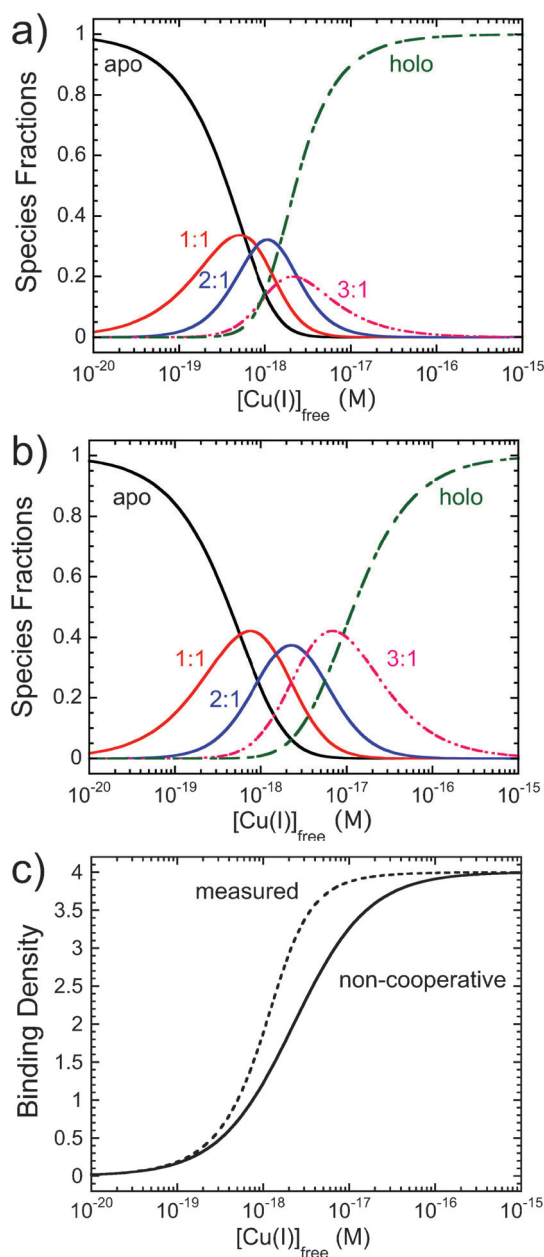 a)
1
apo
holo
0.8
Species Fractions
0.6
0.4
1:1
2:1
3:1
0.2
0
10⁻²⁰ 10⁻¹⁹ 10⁻¹⁸ 10⁻¹⁷ 10⁻¹⁶ 10⁻¹⁵
[Cu(I)]free (M)
b)
1
apo
holo
0.8
Species Fractions
0.6
0.4
1:1
3:1
2:1
0.2
0
10⁻²⁰ 10⁻¹⁹ 10⁻¹⁸ 10⁻¹⁷ 10⁻¹⁶ 10⁻¹⁵
[Cu(I)]free (M)
c)
4
measured
3.5
3
non-cooperative
2.5
Binding Density
2
1.5
1
0.5
0
10⁻²⁰ 10⁻¹⁹ 10⁻¹⁸ 10⁻¹⁷ 10⁻¹⁶ 10⁻¹⁵
[Cu(I)]free (M)